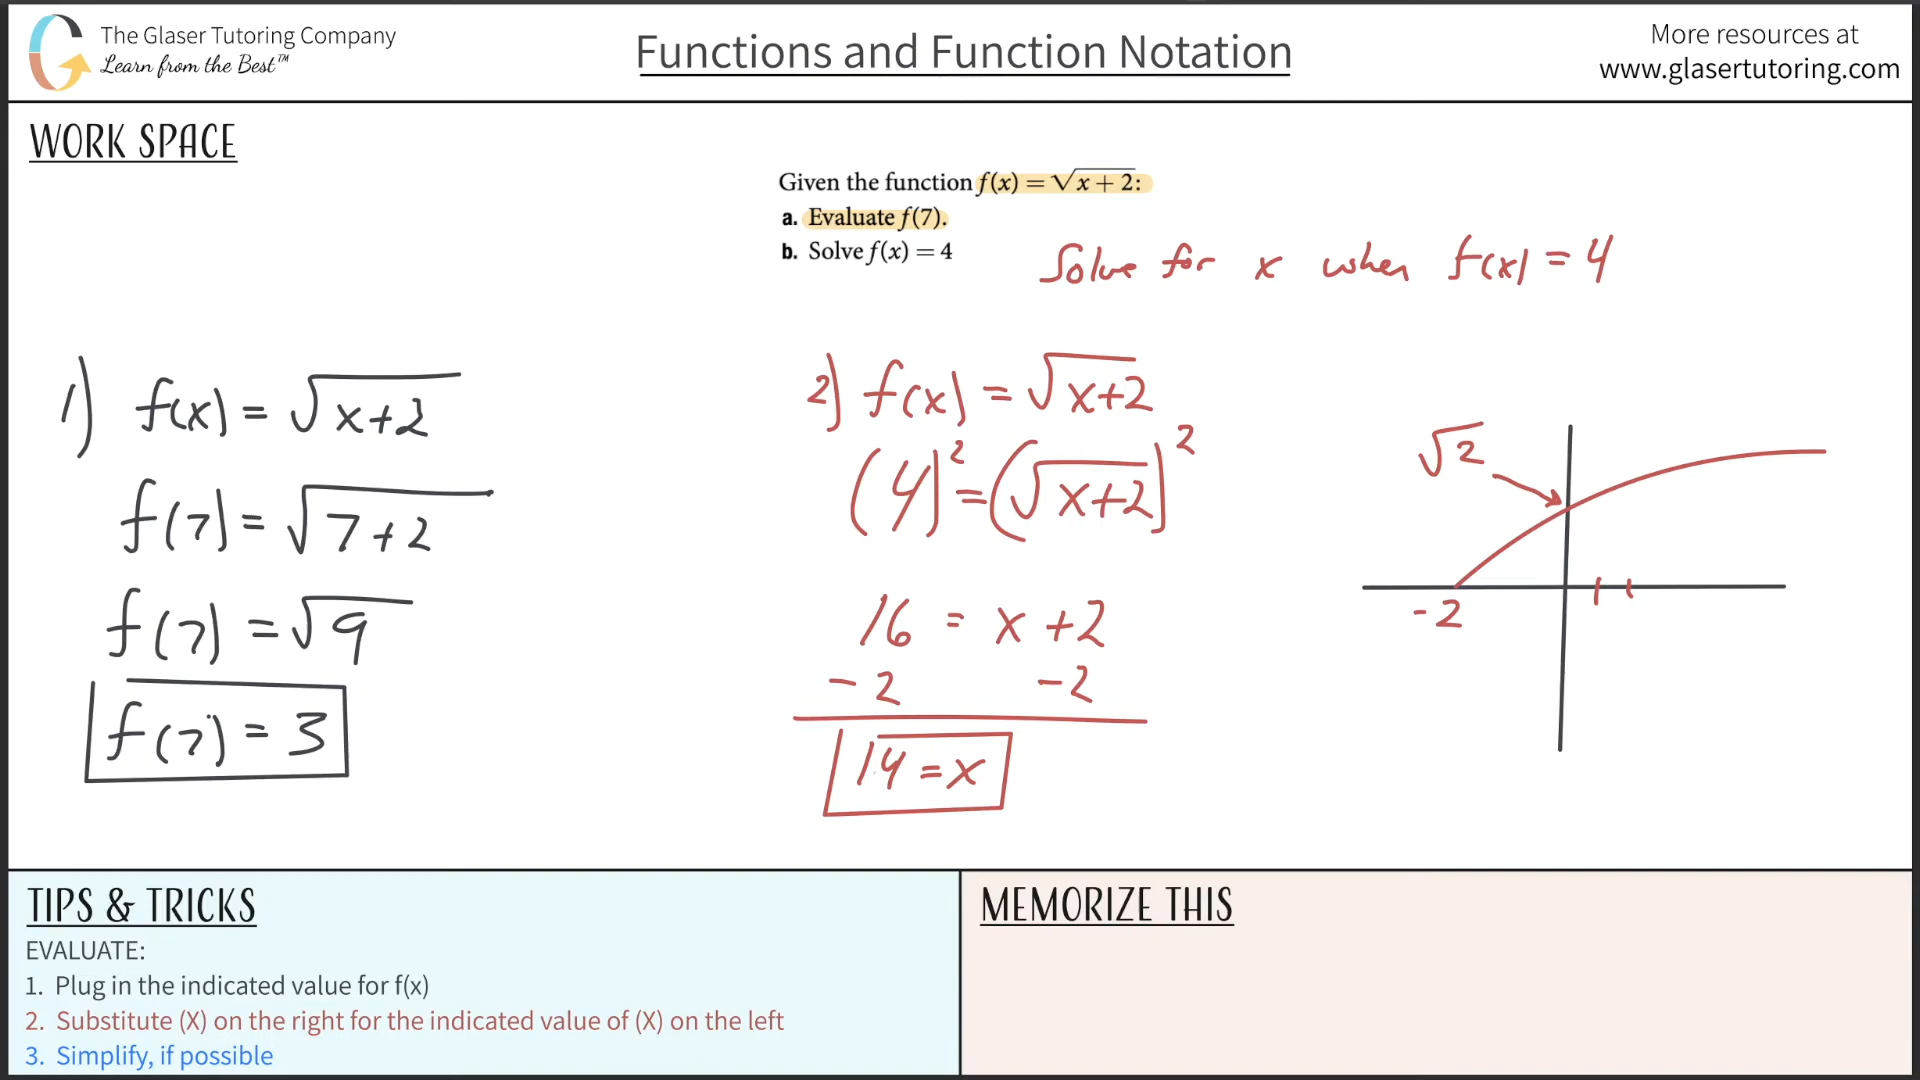 The Glaser Tutoring Company
Learn from the Best™
Functions and Function Notation
More resources at
www.glasertutoring.com
WORK SPACE
Given the function f(x) = √x + 2:
a. Evaluate f(7).
b. Solve f(x) = 4
Solve for x when f(x) = 4
1) f(x) = √x+2
f(7) = √7+2
f(7) = √9
f(7) = 3
2) f(x) = √x+2
(4)² = (√x+2)²
16 = x +2
-2 -2
14 = x
√2
-2
TIPS & TRICKS
EVALUATE:
1. Plug in the indicated value for f(x)
2. Substitute (X) on the right for the indicated value of (X) on the left
3. Simplify, if possible
MEMORIZE THIS